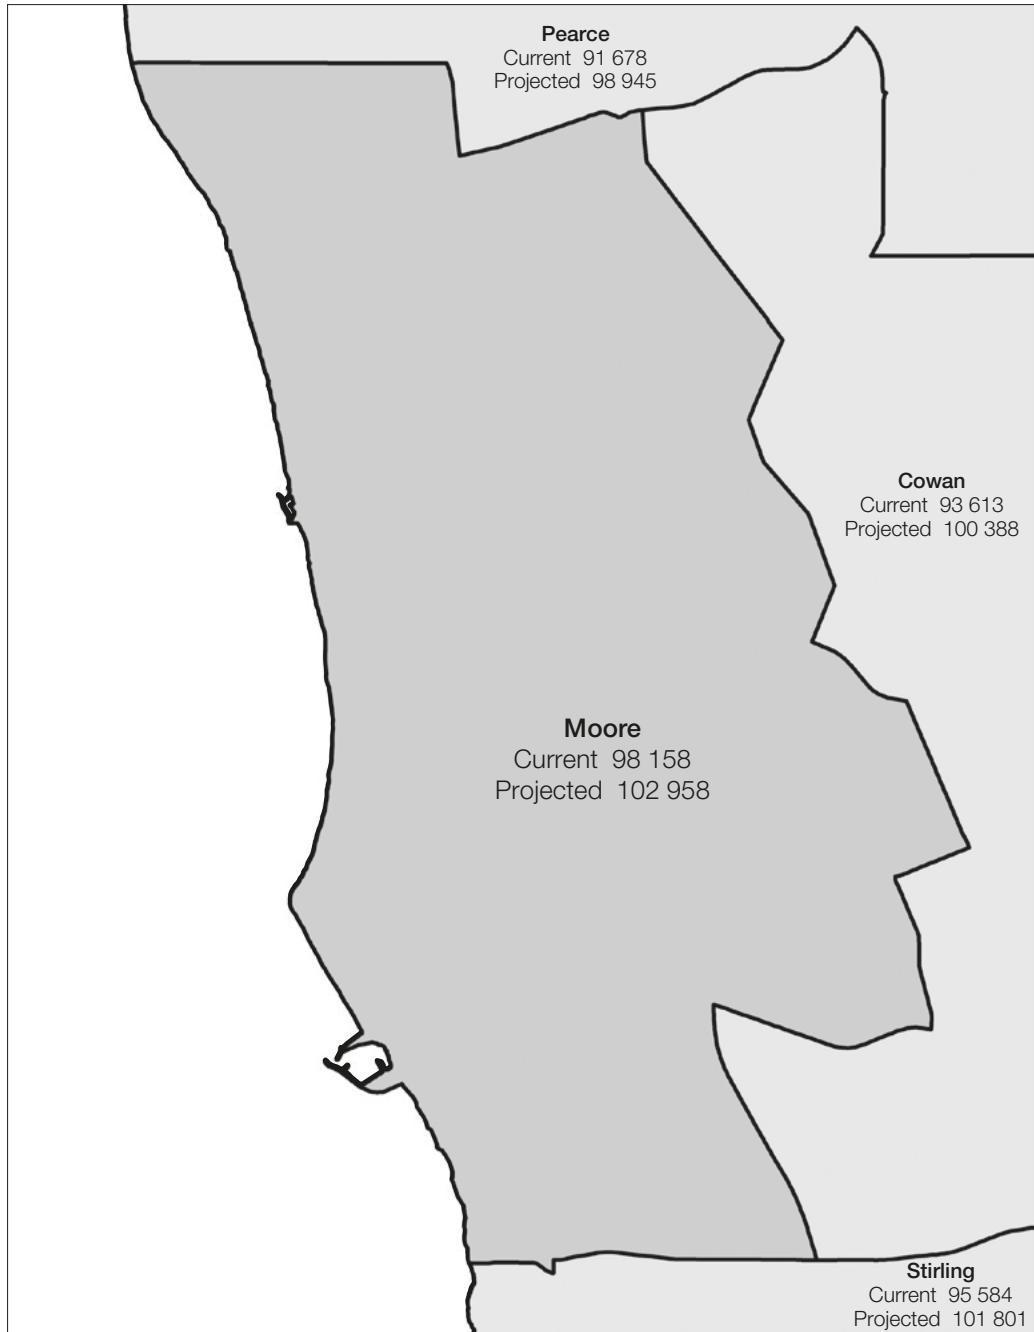 Pearce
Current 91 678
Projected 98 945
Cowan
Current 93 613
Projected 100 388
Moore
Current 98 158
Projected 102 958
Stirling
Current 95 584
Projected 101 801